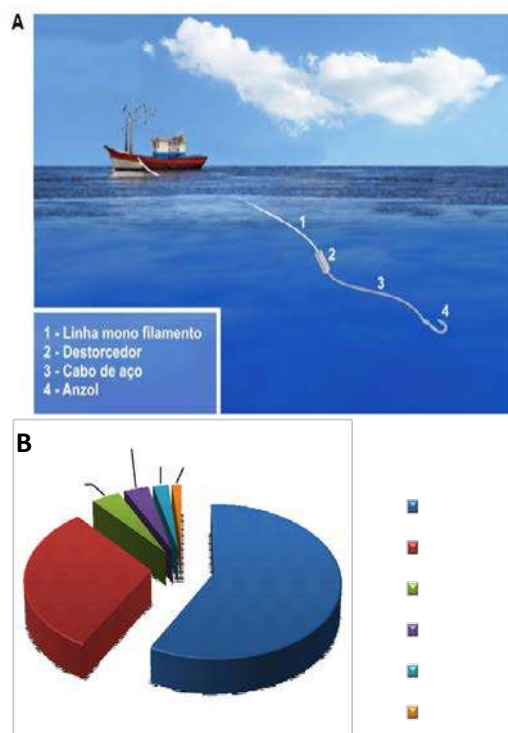 A
1
2
3
4
1 - Linha mono filamento
2 - Destorcedor
3 - Cabo de aço
4 - Anzol
B